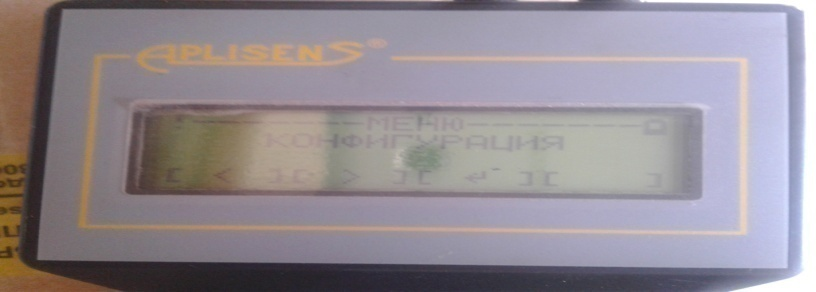 APLISENS®
МЕНЮ
КОНФИГУРАЦИЯ
[ < ][ > ][ ↵ ][ ]